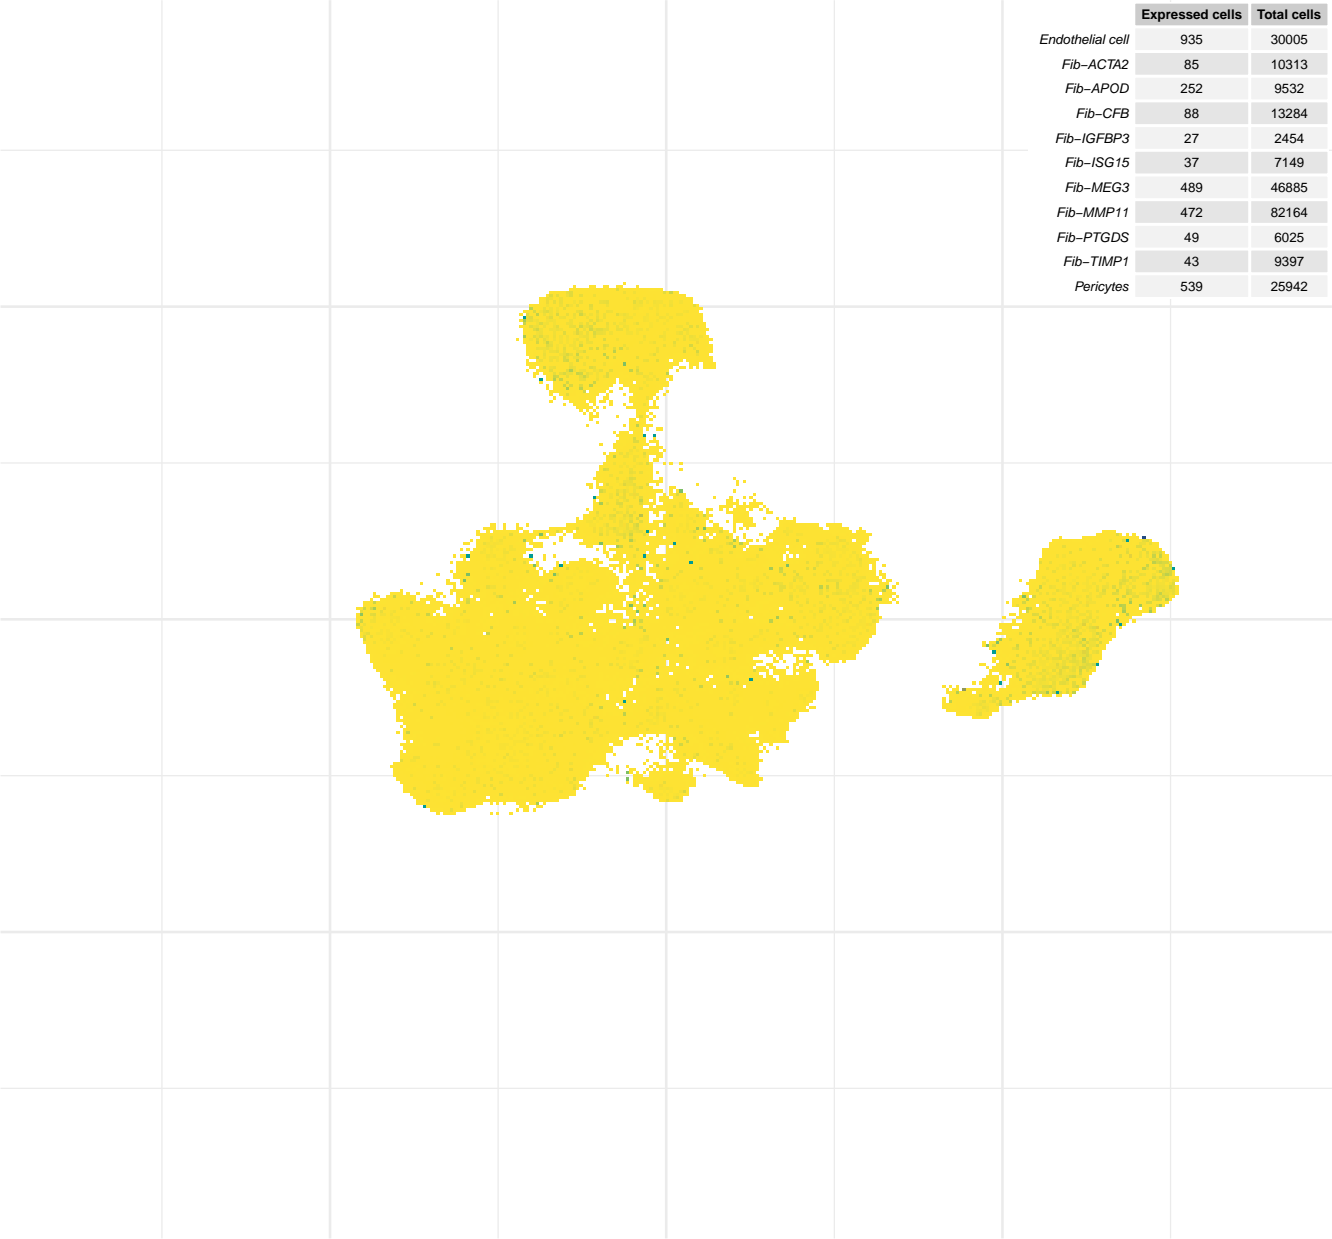 Expressed cells Total cells
Endothelial cell 935 30005
Fib−ACTA2 85 10313
Fib−APOD 252 9532
Fib−CFB 88 13284
Fib−IGFBP3 27 2454
Fib−ISG15 37 7149
Fib−MEG3 489 46885
Fib−MMP11 472 82164
Fib−PTGDS 49 6025
Fib−TIMP1 43 9397
Pericytes 539 25942